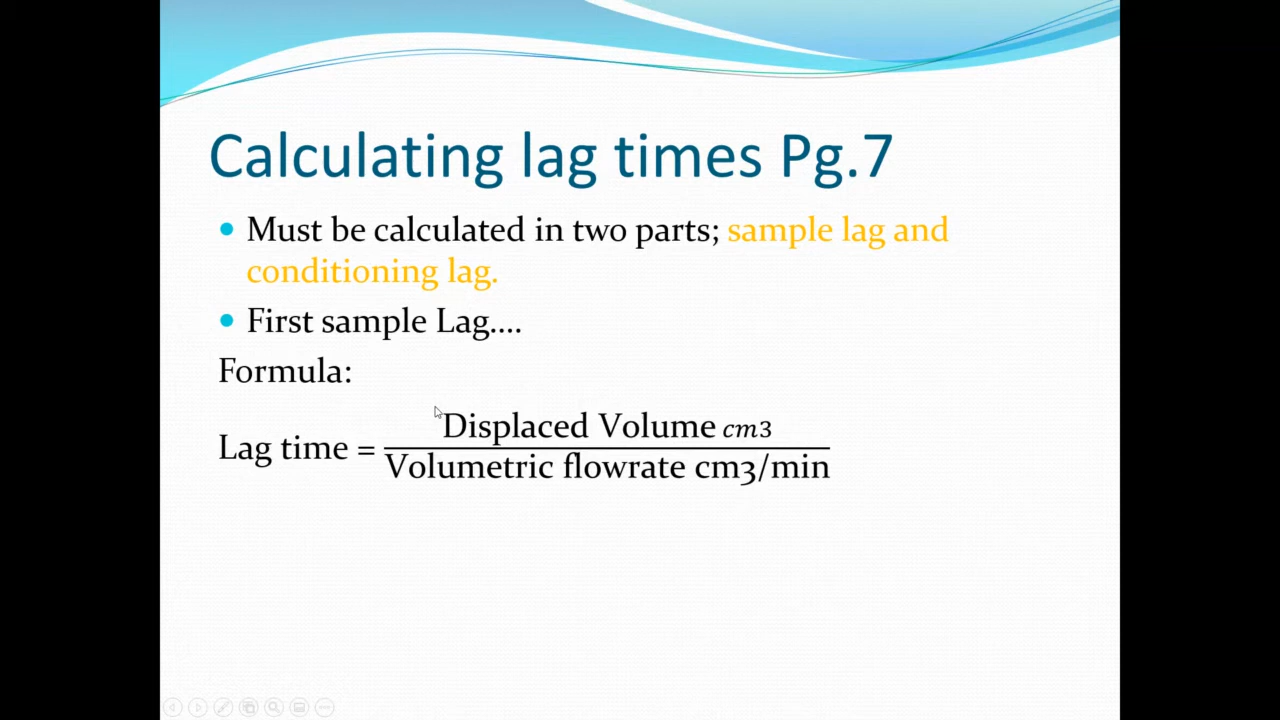 Calculating lag times Pg.7
Must be calculated in two parts; sample lag and
conditioning lag.
First sample Lag....
Formula:
Lag time = Displaced Volume cm3
Volumetric flowrate cm3/min